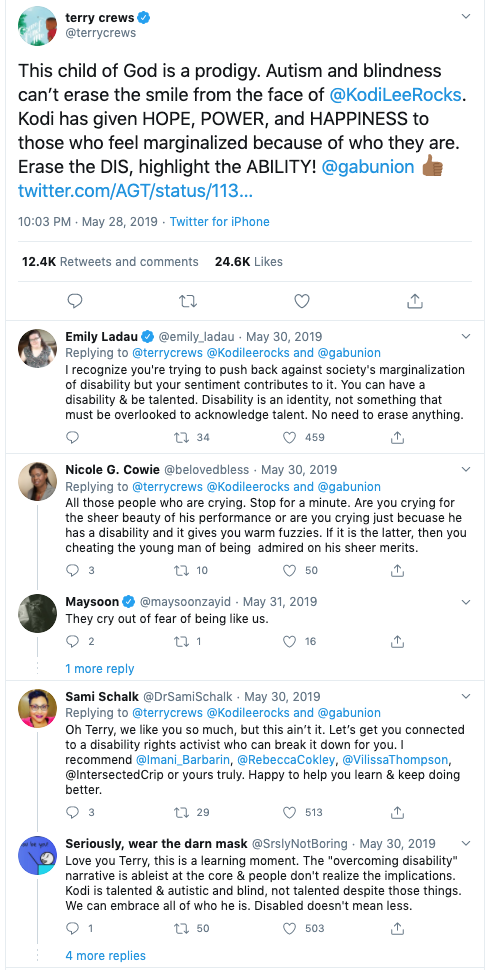 terry crews
@terrycrews
This child of God is a prodigy. Autism and blindness
can't erase the smile from the face of @KodiLeeRocks.
Kodi has given HOPE, POWER, and HAPPINESS to
those who feel marginalized because of who they are.
Erase the DIS, highlight the ABILITY! @gabunion 👍🏾
twitter.com/AGT/status/113...
10:03 PM · May 28, 2019 · Twitter for iPhone
12.4K Retweets and comments 24.6K Likes
Emily Ladau @emily_ladau · May 30, 2019
Replying to @terrycrews @Kodileerocks and @gabunion
I recognize you're trying to push back against society's marginalization
of disability but your sentiment contributes to it. You can have a
disability & be talented. Disability is an identity, not something that
must be overlooked to acknowledge talent. No need to erase anything.
34 459
Nicole G. Cowie @belovedbless · May 30, 2019
Replying to @terrycrews @Kodileerocks and @gabunion
All those people who are crying. Stop for a minute. Are you crying for
the sheer beauty of his performance or are you crying just becuase he
has a disability and it gives you warm fuzzies. If it is the latter, then you
cheating the young man of being admired on his sheer merits.
3 10 50
Maysoon @maysoonzayid · May 31, 2019
They cry out of fear of being like us.
2 1 16
1 more reply
Sami Schalk @DrSamiSchalk · May 30, 2019
Replying to @terrycrews @Kodileerocks and @gabunion
Oh Terry, we like you so much, but this ain't it. Let's get you connected
to a disability rights activist who can break it down for you. I
recommend @Imani_Barbarin, @RebeccaCokley, @VilissaThompson,
@IntersectedCrip or yours truly. Happy to help you learn & keep doing
better.
3 29 513
Seriously, wear the darn mask @SrslyNotBoring · May 30, 2019
Love you Terry, this is a learning moment. The "overcoming disability"
narrative is ableist at the core & people don't realize the implications.
Kodi is talented & autistic and blind, not talented despite those things.
We can embrace all of who he is. Disabled doesn't mean less.
1 50 503
4 more replies